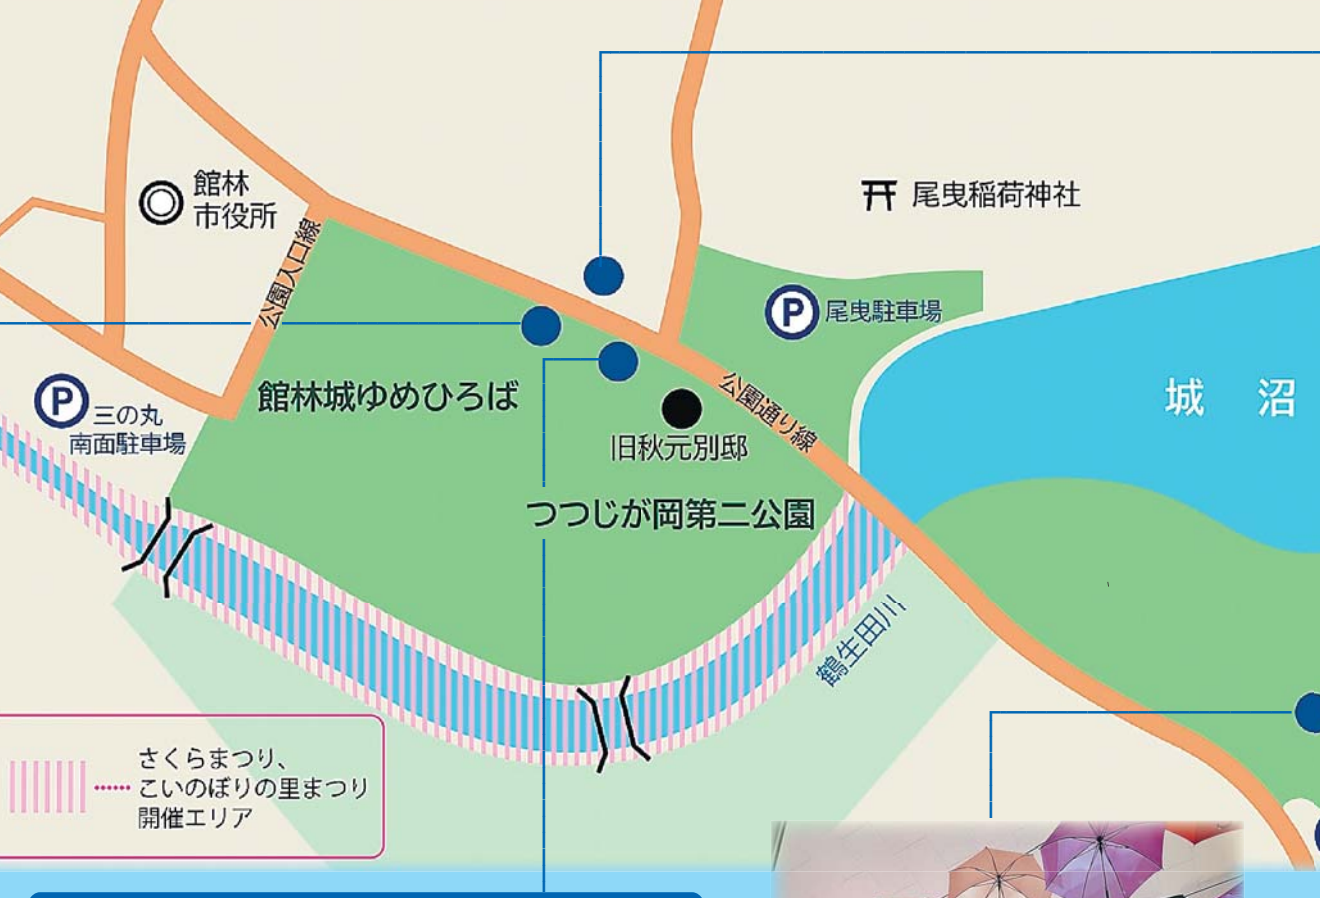 館林
市役所
尾曳稲荷神社
公園入口線
P
尾曳駐車場
館林城ゆめひろば
公園通り線
城 沼
P
三の丸
南面駐車場
旧秋元別邸
つつじが岡第二公園
鶴生田川
さくらまつり、
こいのぼりの里まつり
開催エリア